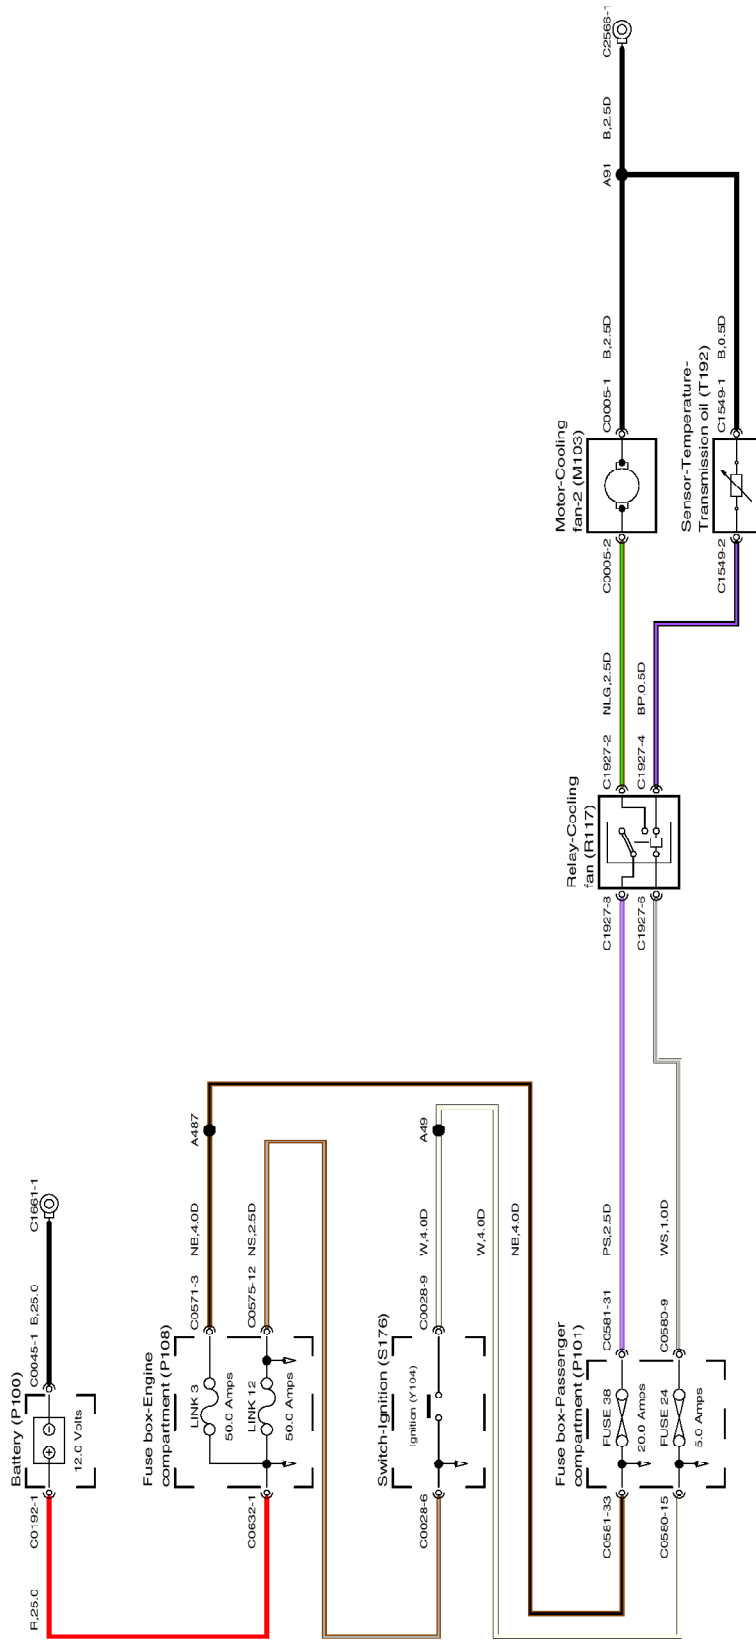 Battery (P100)
C0192-1
C0045-1
B,25.0
C1661-1
12.0 Volts
R,25.0
Fuse box-Engine
compartment (P108)
C0571-3
NB,4.0D
A487
LINK 3
50.0 Amps
C0632-1
C0575-12
NS,2.5D
LINK 12
50.0 Amps
Switch-Ignition (S176)
Ignition (Y104)
C0028-6
C0028-9
W,4.0D
A49
W,4.0D
NB,4.0D
Fuse box-Passenger
compartment (P101)
C0581-33
FUSE 38
20.0 Amps
C0581-31
PS,2.5D
C0580-15
FUSE 24
5.0 Amps
C0580-9
WS,1.0D
Relay-Cooling
fan (R117)
C1927-8
C1927-2
NLG,2.5D
C1927-6
C1927-4
BP,0.5D
Motor-Cooling
fan-2 (M103)
C0005-2
C0005-1
B,2.5D
A91
B,2.5D
C2568-1
Sensor-Temperature-
Transmission oil (T192)
C1549-2
C1549-1
B,0.5D